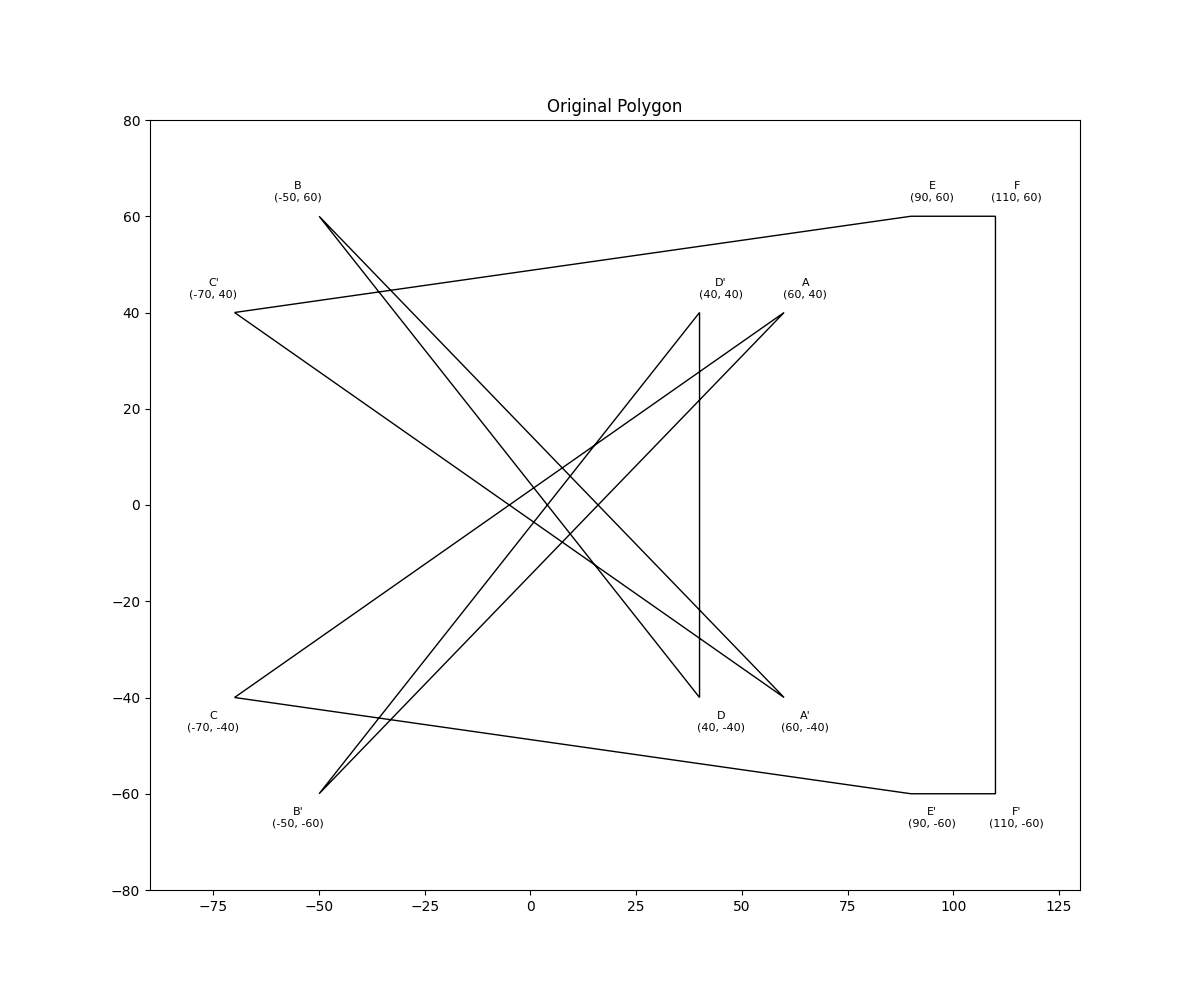 Original Polygon
80
60
40
20
0
−20
−40
−60
−80
B
(-50, 60)
E
(90, 60)
F
(110, 60)
C'
(-70, 40)
D'
(40, 40)
A
(60, 40)
C
(-70, -40)
D
(40, -40)
A'
(60, -40)
B'
(-50, -60)
E'
(90, -60)
F'
(110, -60)
−75 −50 −25 0 25 50 75 100 125